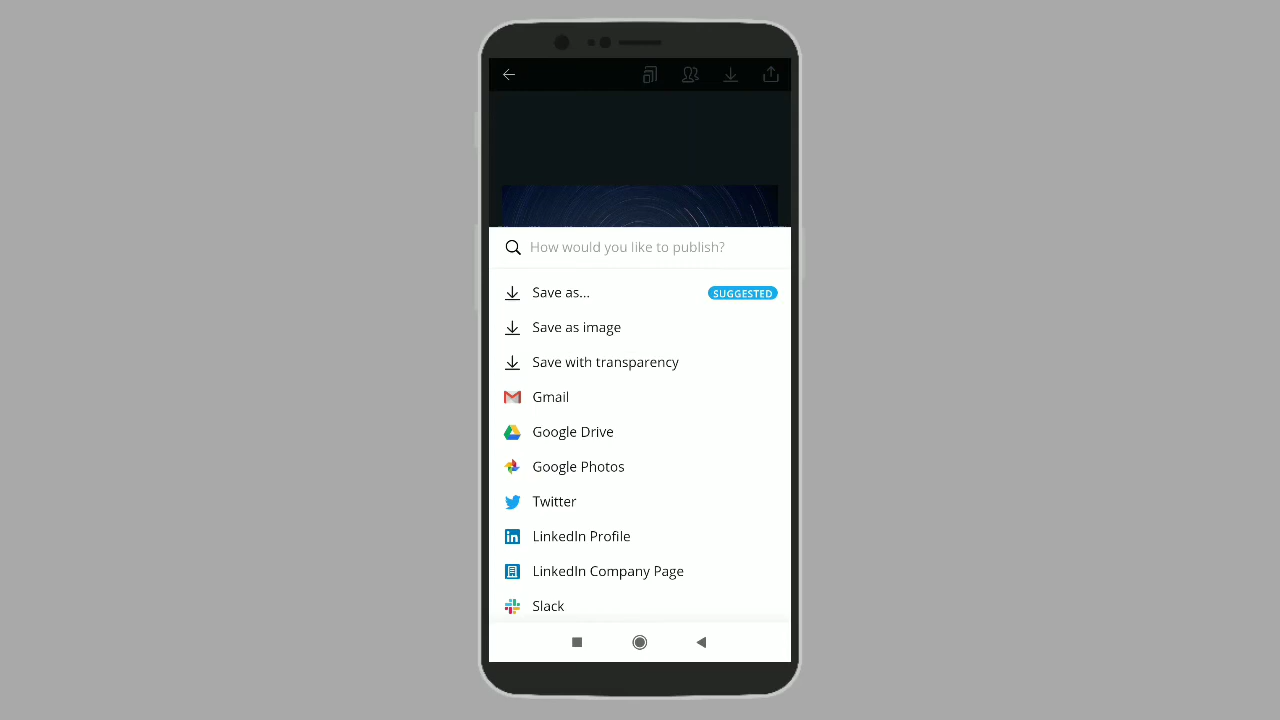 How would you like to publish?
Save as...
SUGGESTED
Save as image
Save with transparency
Gmail
Google Drive
Google Photos
Twitter
LinkedIn Profile
LinkedIn Company Page
Slack